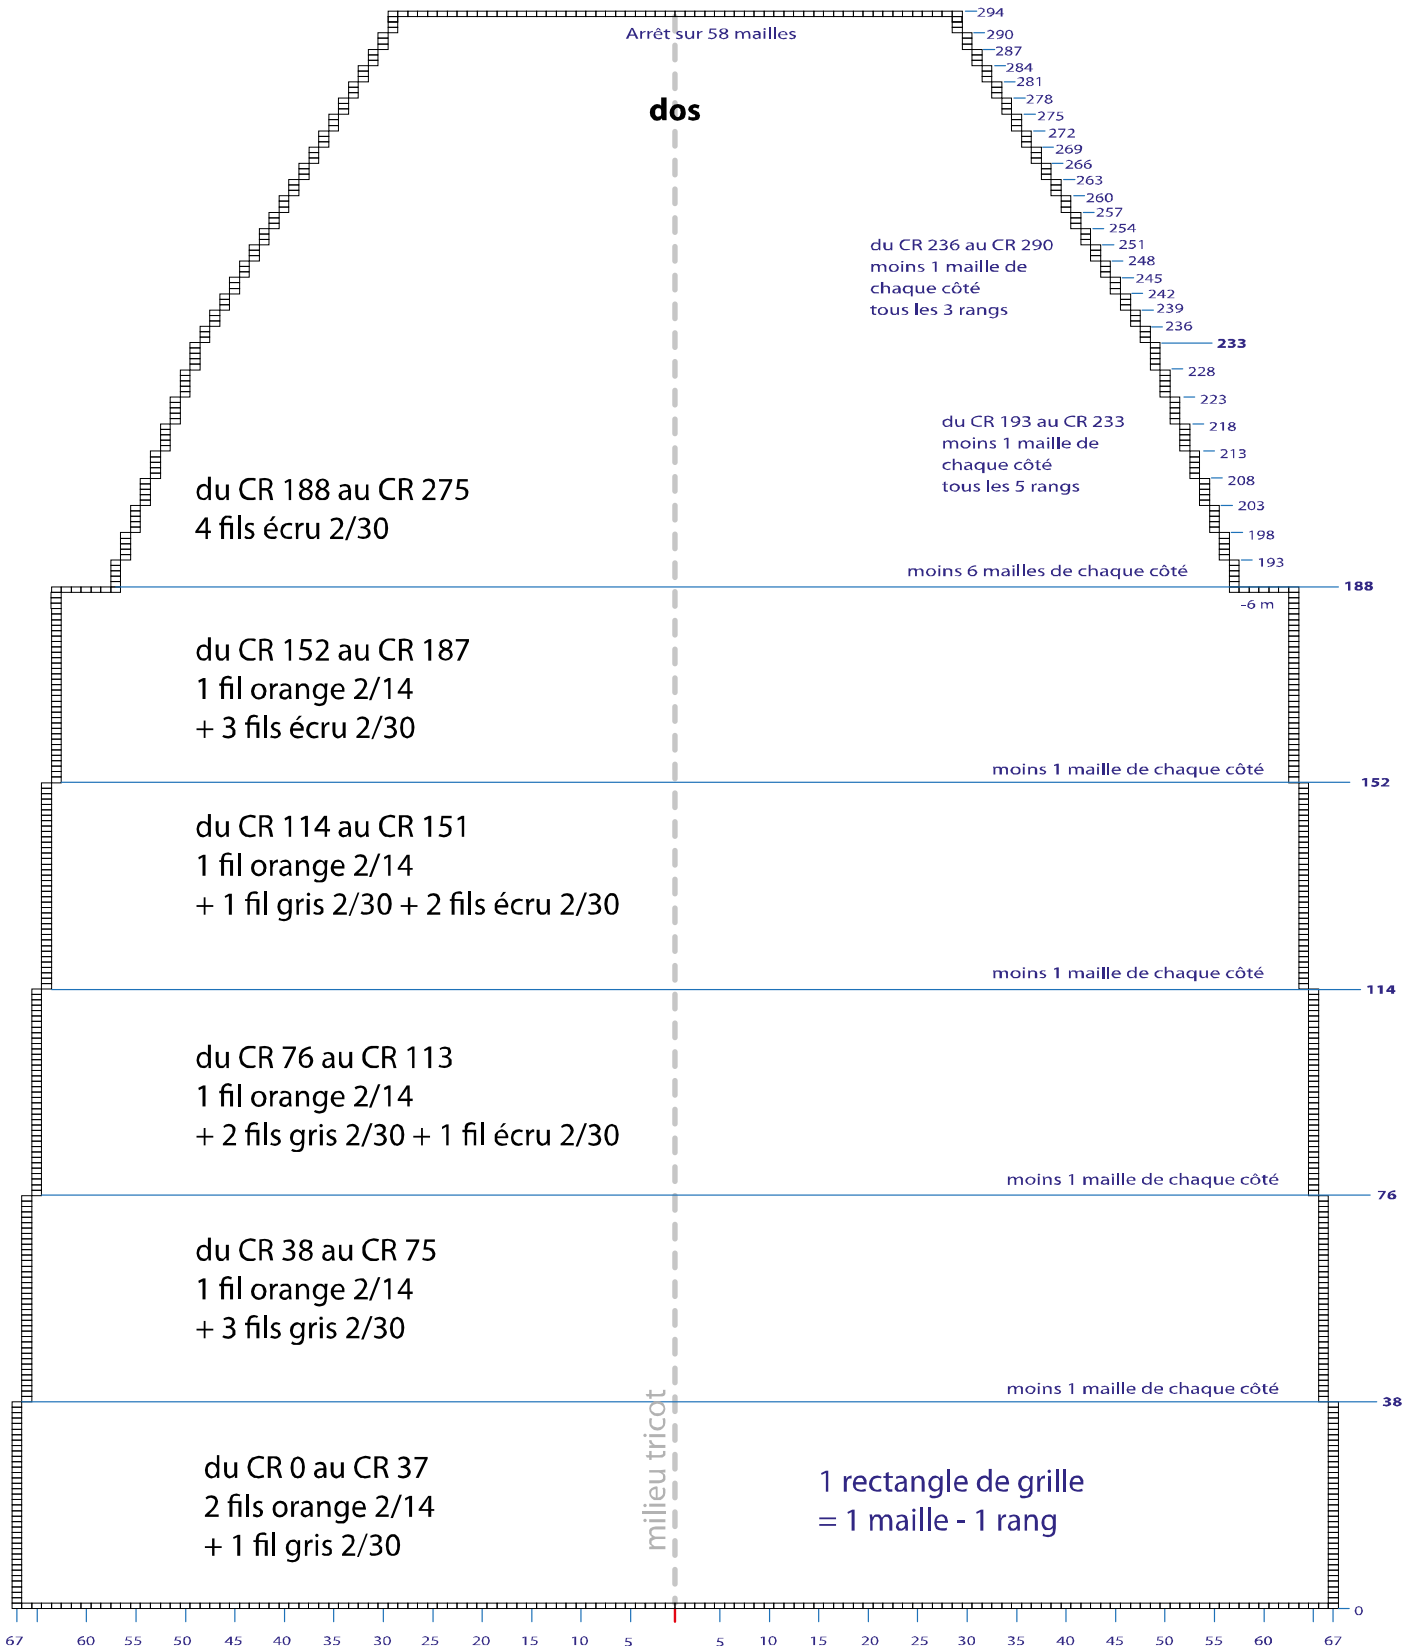 294
Arrêt sur 58 mailles
290
287
284
281
dos
278
275
272
269
266
263
260
257
254
du CR 236 au CR 290
moins 1 maille de
chaque côté
tous les 3 rangs
251
248
245
242
239
236
233
228
223
218
213
208
203
198
193
du CR 193 au CR 233
moins 1 maille de
chaque côté
tous les 5 rangs
du CR 188 au CR 275
4 fils écru 2/30
moins 6 mailles de chaque côté
188
-6 m
du CR 152 au CR 187
1 fil orange 2/14
+ 3 fils écru 2/30
moins 1 maille de chaque côté
152
du CR 114 au CR 151
1 fil orange 2/14
+ 1 fil gris 2/30 + 2 fils écru 2/30
moins 1 maille de chaque côté
114
du CR 76 au CR 113
1 fil orange 2/14
+ 2 fils gris 2/30 + 1 fil écru 2/30
moins 1 maille de chaque côté
76
du CR 38 au CR 75
1 fil orange 2/14
+ 3 fils gris 2/30
moins 1 maille de chaque côté
38
milieu tricot
du CR 0 au CR 37
2 fils orange 2/14
+ 1 fil gris 2/30
1 rectangle de grille
= 1 maille - 1 rang
0
67 60 55 50 45 40 35 30 25 20 15 10 5 5 10 15 20 25 30 35 40 45 50 55 60 67